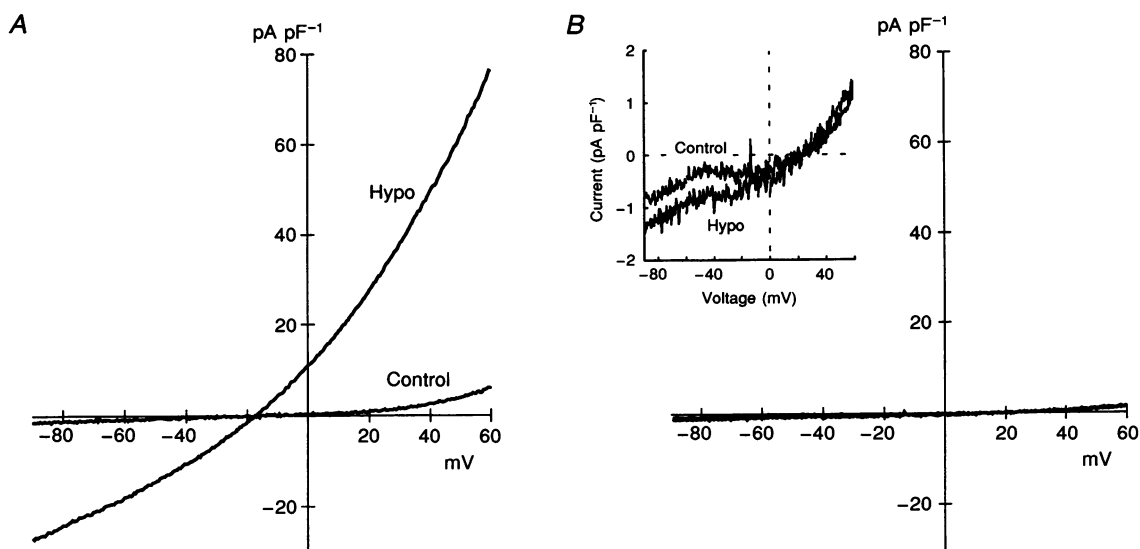 A
pA pF⁻¹
80
60
40
20
−20
−80 −60 −40 20 40 60
mV
Hypo
Control
B
pA pF⁻¹
80
60
40
20
−20
−80 −60 −40 −20 20 40 60
mV
2
1
0
−1
−2
Current (pA pF⁻¹)
Control
Hypo
−80 −40 0 40
Voltage (mV)